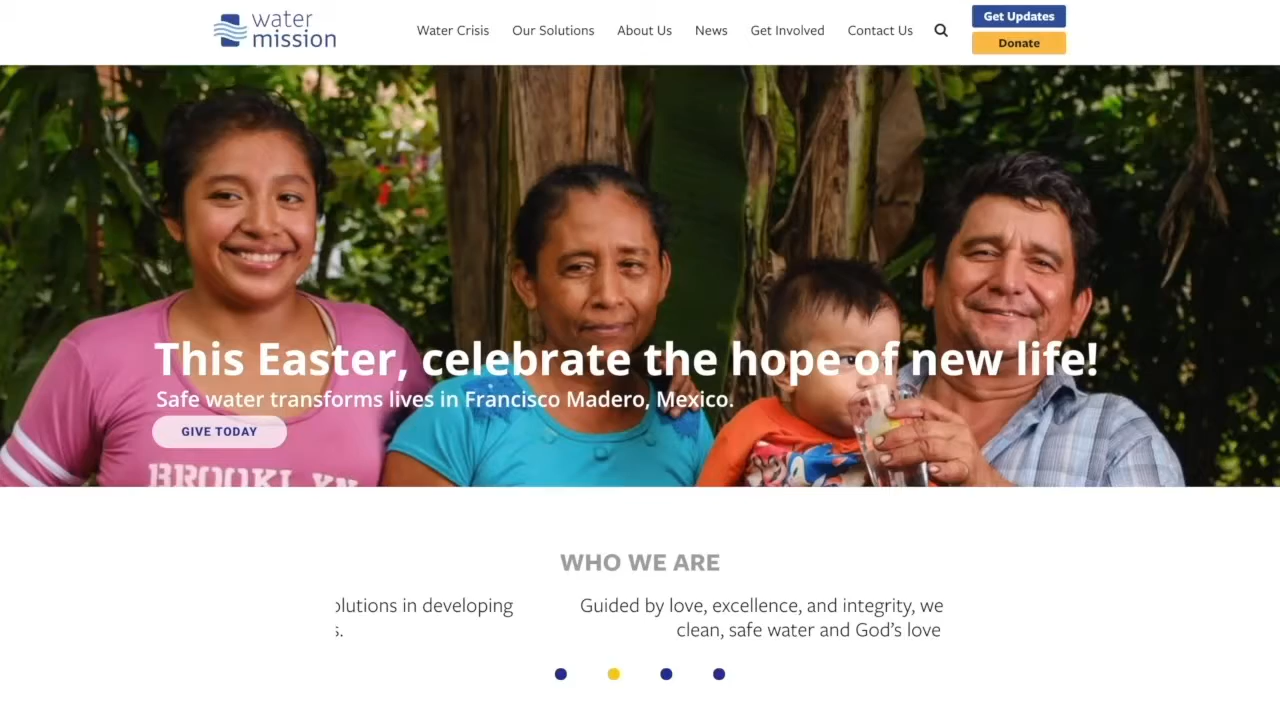 water
mission
Water Crisis
Our Solutions
About Us
News
Get Involved
Contact Us
Get Updates
Donate
This Easter, celebrate the hope of new life!
Safe water transforms lives in Francisco Madero, Mexico.
GIVE TODAY
BROOKLYN
WHO WE ARE
olutions in developing
s.
Guided by love, excellence, and integrity, we
clean, safe water and God's love